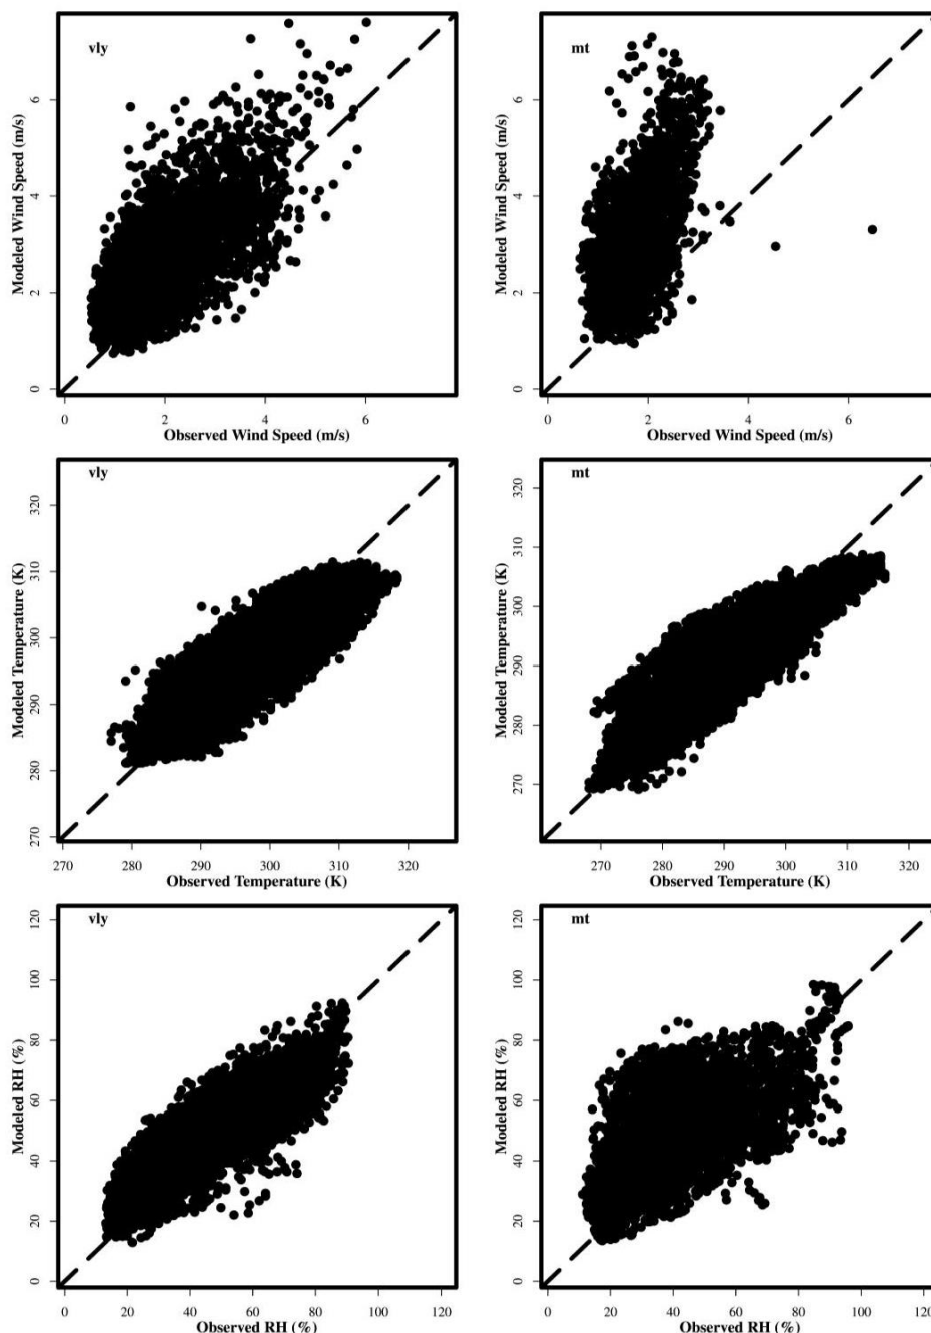 vly
Modeled Wind Speed (m/s)
0 2 4 6
0 2 4 6
Observed Wind Speed (m/s)
mt
Modeled Wind Speed (m/s)
0 2 4 6
0 2 4 6
Observed Wind Speed (m/s)
vly
Modeled Temperature (K)
270 280 290 300 310 320
270 280 290 300 310 320
Observed Temperature (K)
mt
Modeled Temperature (K)
270 280 290 300 310 320
270 280 290 300 310 320
Observed Temperature (K)
vly
Modeled RH (%)
0 20 40 60 80 100 120
0 20 40 60 80 100 120
Observed RH (%)
mt
Modeled RH (%)
0 20 40 60 80 100 120
0 20 40 60 80 100
Observed RH (%)